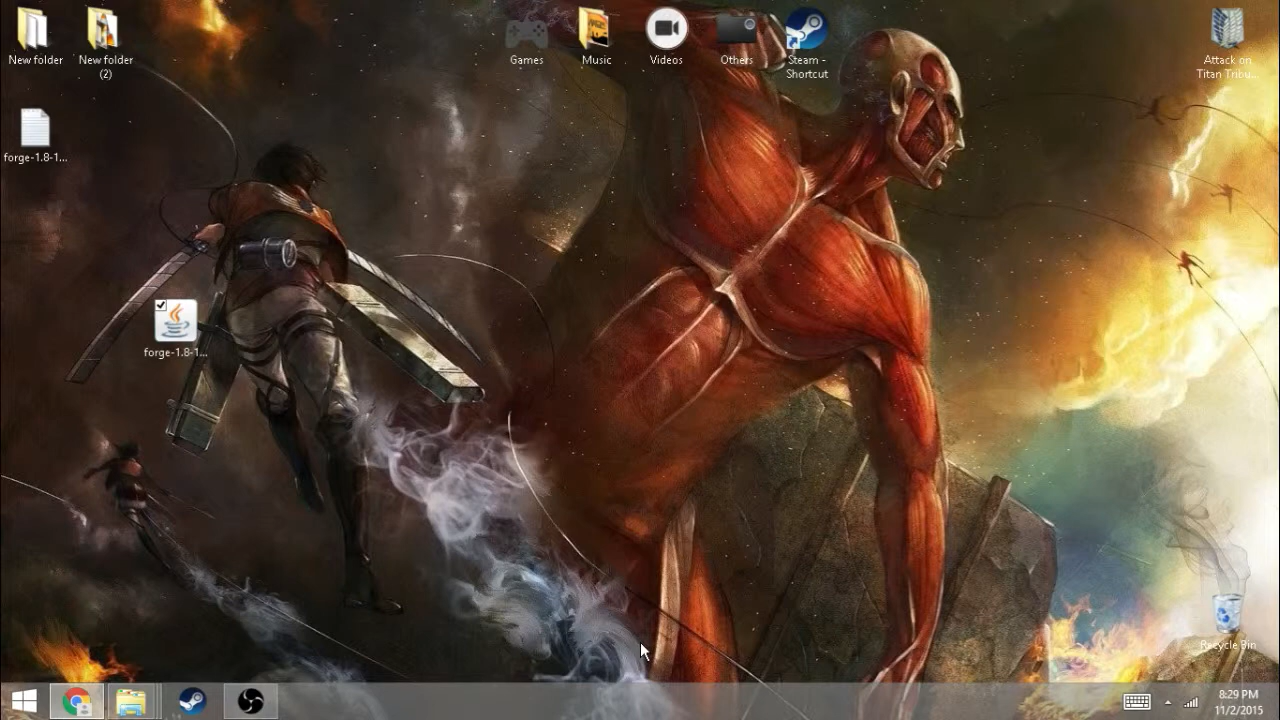 New folder
New folder
(2)
Games
Music
Videos
Others
Steam -
Shortcut
Attack on
Titan Tribu...
forge-1.8-1...
forge-1.8-1...
Recycle Bin
8:29 PM
11/2/2015